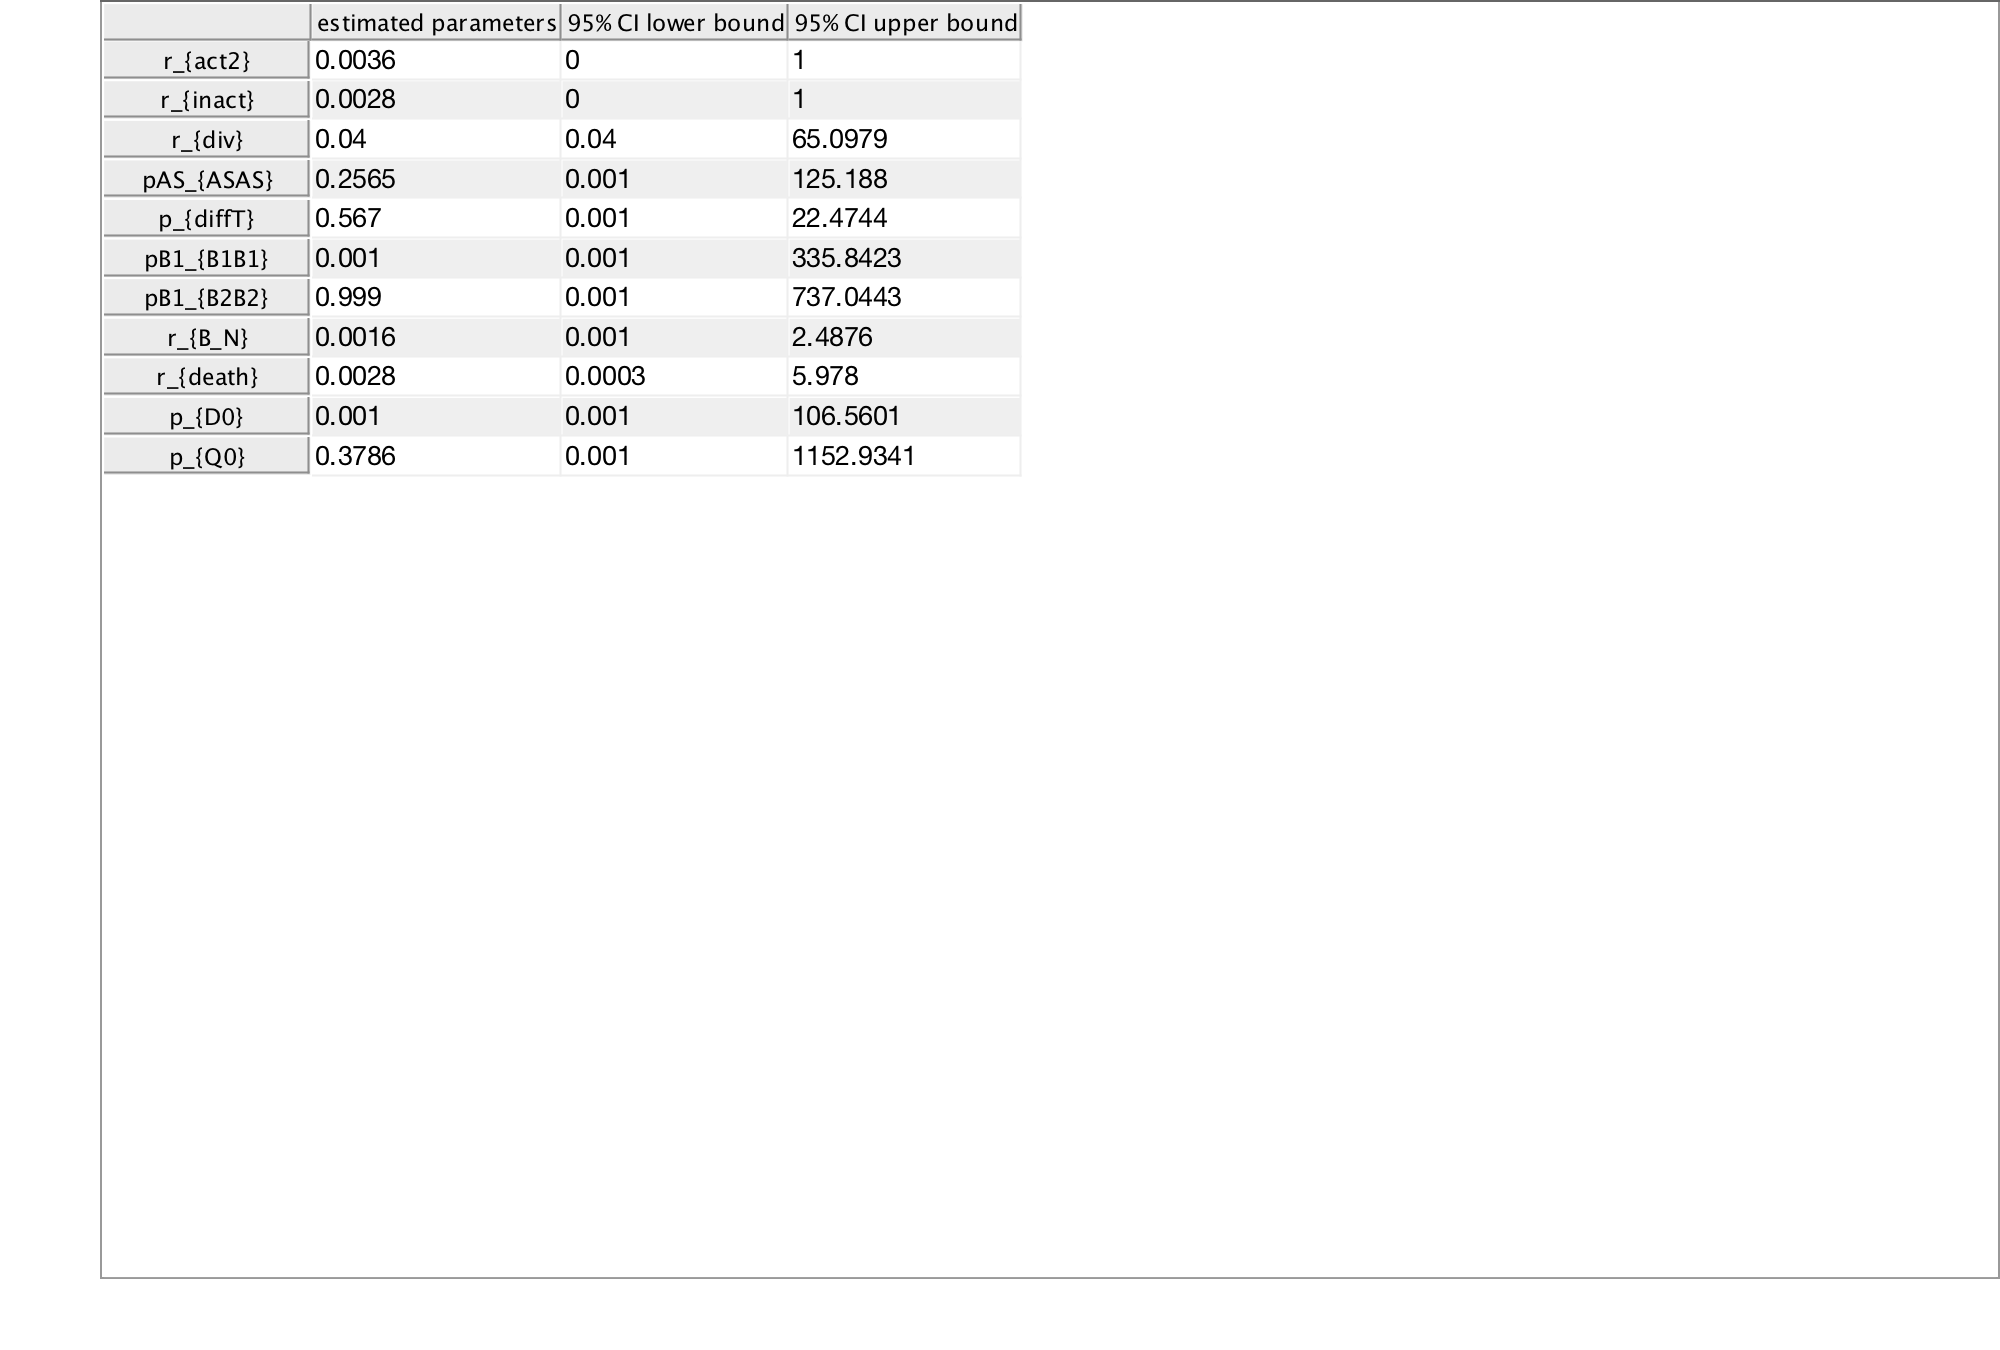 estimated parameters 95% CI lower bound 95% CI upper bound
r_{act2} 0.0036 0 1
r_{inact} 0.0028 0 1
r_{div} 0.04 0.04 65.0979
pAS_{ASAS} 0.2565 0.001 125.188
p_{diffT} 0.567 0.001 22.4744
pB1_{B1B1} 0.001 0.001 335.8423
pB1_{B2B2} 0.999 0.001 737.0443
r_{B_N} 0.0016 0.001 2.4876
r_{death} 0.0028 0.0003 5.978
p_{D0} 0.001 0.001 106.5601
p_{Q0} 0.3786 0.001 1152.9341